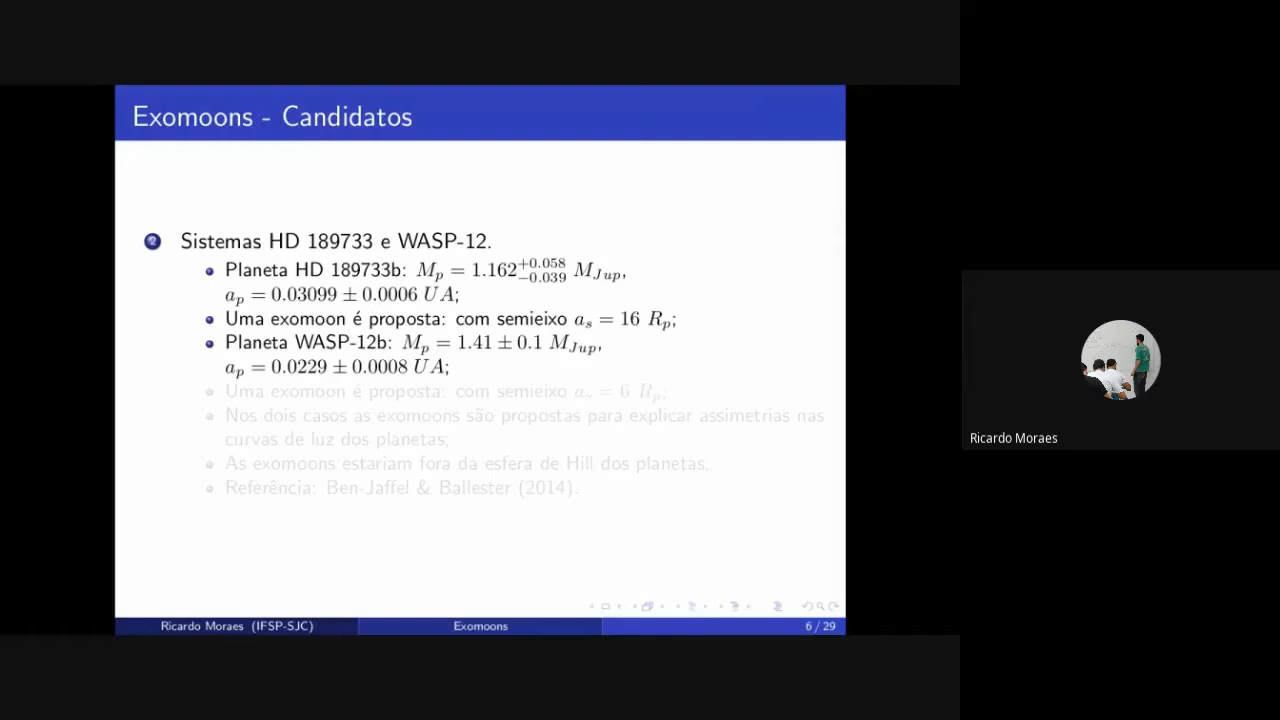 Exomoons - Candidatos
2 Sistemas HD 189733 e WASP-12.
Planeta HD 189733b: M_p = 1.162^{+0.058}_{−0.039} M_{Jup},
a_p = 0.03099 ± 0.0006 UA;
Uma exomoon é proposta: com semieixo a_s = 16 R_p;
Planeta WASP-12b: M_p = 1.41 ± 0.1 M_{Jup},
a_p = 0.0229 ± 0.0008 UA;
Uma exomoon é proposta: com semieixo a_s = 6 R_p;
Nos dois casos as exomoons são propostas para explicar assimetrias nas
curvas de luz dos planetas;
As exomoons estariam fora da esfera de Hill dos planetas;
Referência: Ben-Jaffel & Ballester (2014).
Ricardo Moraes (IFSP-SJC)
Exomoons
6 / 29
Ricardo Moraes